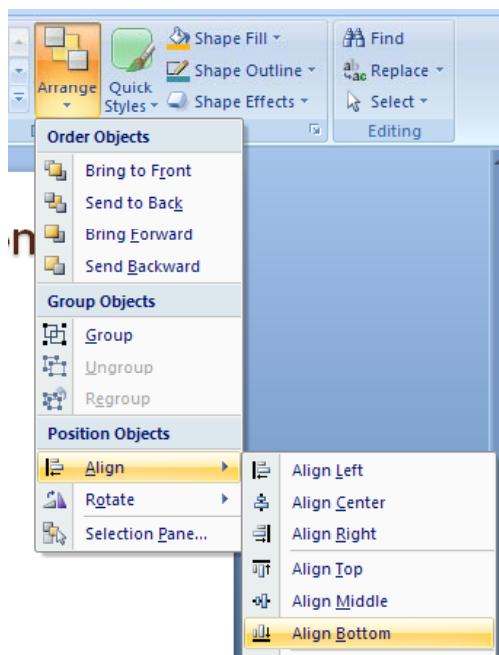 Shape Fill
Shape Outline
Shape Effects
Arrange
Quick
Styles
Find
Replace
Select
Editing
Order Objects
Bring to Front
Send to Back
Bring Forward
Send Backward
Group Objects
Group
Ungroup
Regroup
Position Objects
Align
Rotate
Selection Pane...
Align Left
Align Center
Align Right
Align Top
Align Middle
Align Bottom